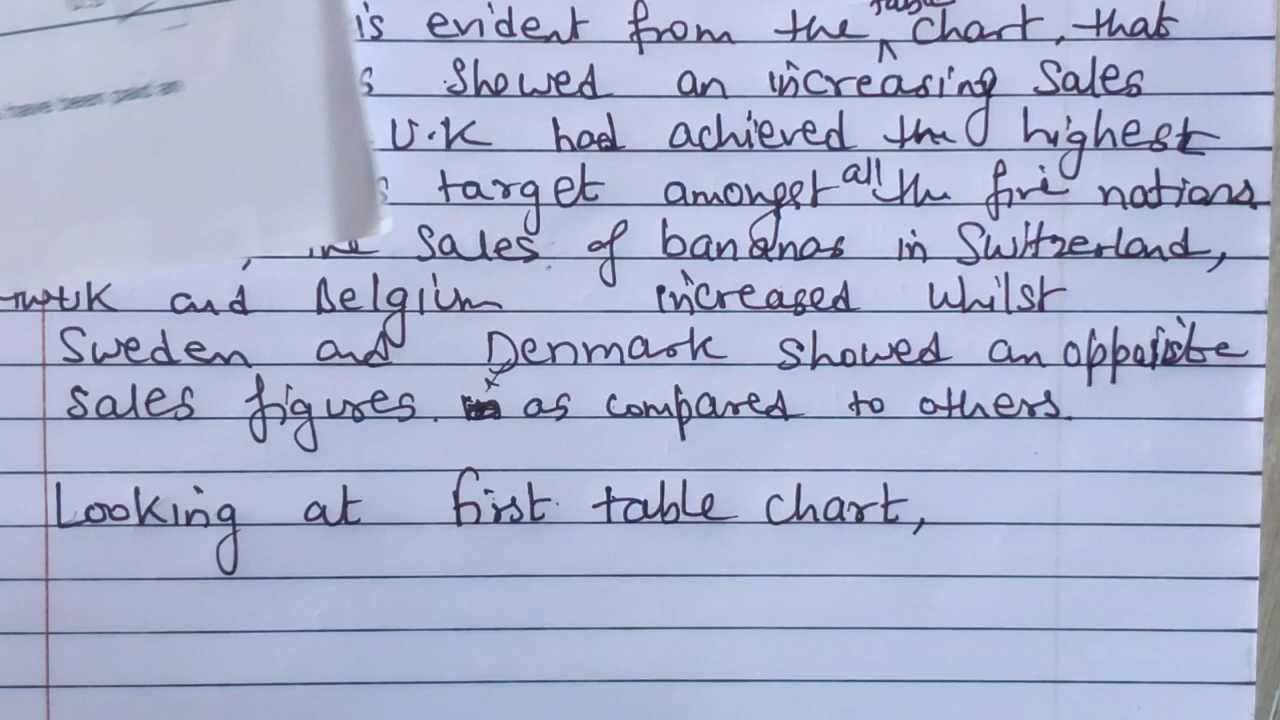 is evident from the table chart, that
showed an increasing sales
U.K had achieved the highest
target amongst all the five nations.
the sales of bananas in Switzerland,
UK and Belgium increased whilst
Sweden and Denmark showed an opposite
sales figures. as compared to others.
Looking at first table chart,